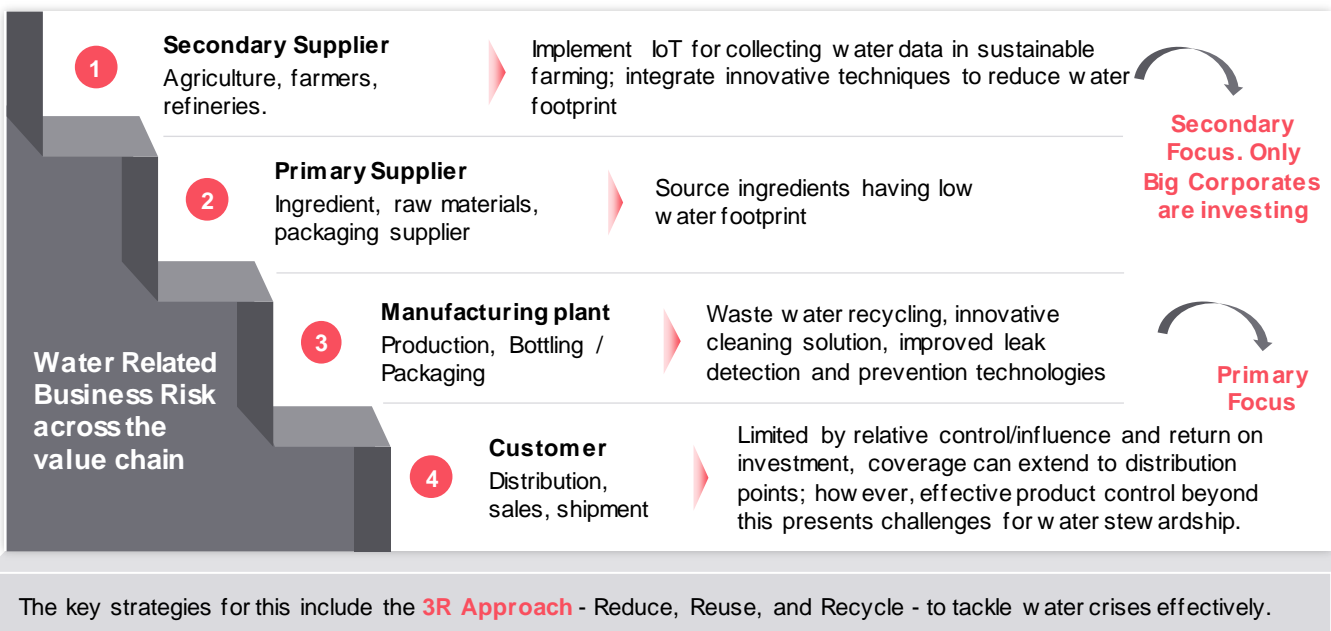 1
Secondary Supplier
Agriculture, farmers,
refineries.
Implement IoT for collecting water data in sustainable
farming; integrate innovative techniques to reduce water
footprint
Secondary
Focus. Only
Big Corporates
are investing
2
Primary Supplier
Ingredient, raw materials,
packaging supplier
Source ingredients having low
water footprint
3
Manufacturing plant
Production, Bottling /
Packaging
Waste water recycling, innovative
cleaning solution, improved leak
detection and prevention technologies
Primary
Focus
Water Related
Business Risk
across the
value chain
4
Customer
Distribution,
sales, shipment
Limited by relative control/influence and return on
investment, coverage can extend to distribution
points; however, effective product control beyond
this presents challenges for water stewardship.
The key strategies for this include the 3R Approach - Reduce, Reuse, and Recycle - to tackle water crises effectively.